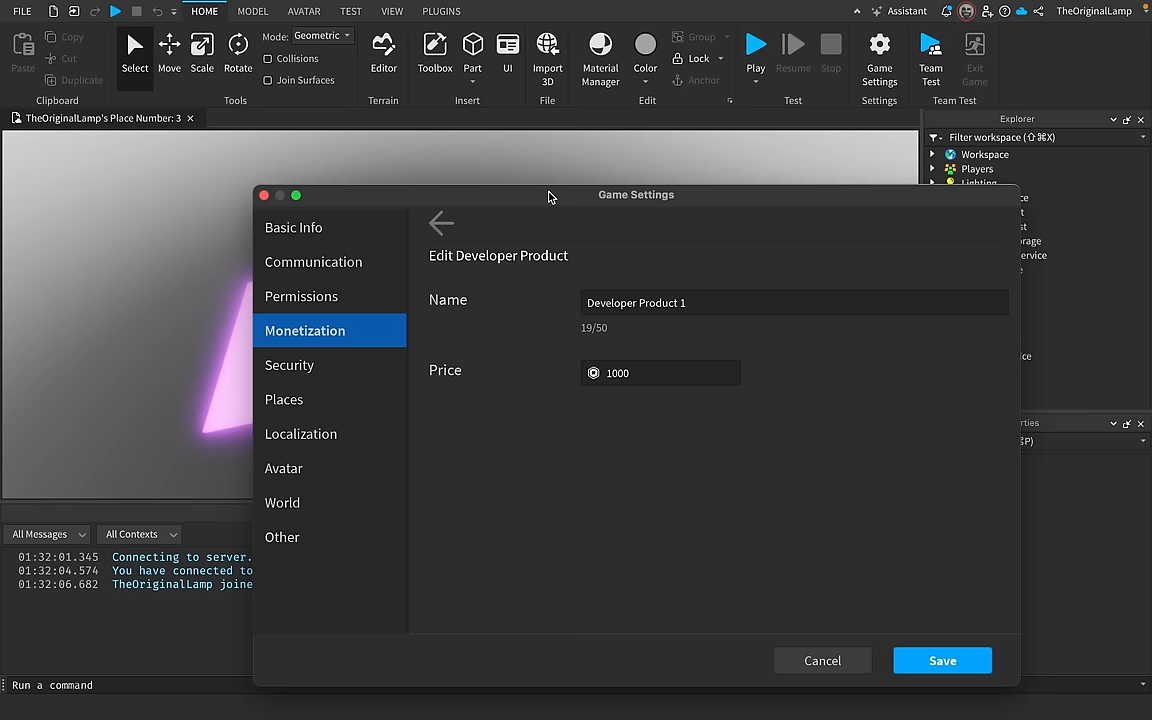 FILE HOME MODEL AVATAR TEST VIEW PLUGINS Assistant TheOriginalLamp
Paste Copy Cut Duplicate Clipboard
Select Move Scale Rotate Mode: Geometric Collisions Join Surfaces Tools
Editor Terrain
Toolbox Part UI Insert
Import 3D File
Material Manager Color Group Lock Anchor Edit
Play Resume Stop Test
Game Settings Settings
Team Test Exit Game Team Test
TheOriginalLamp's Place Number: 3
Explorer
Filter workspace (⇧⌘X)
Workspace
Players
Lighting
Game Settings
Basic Info
Communication
Permissions
Monetization
Security
Places
Localization
Avatar
World
Other
Edit Developer Product
Name
Developer Product 1
19/50
Price
1000
Cancel
Save
All Messages All Contexts
01:32:01.345 Connecting to server.
01:32:04.574 You have connected to
01:32:06.682 TheOriginalLamp joine
Run a command